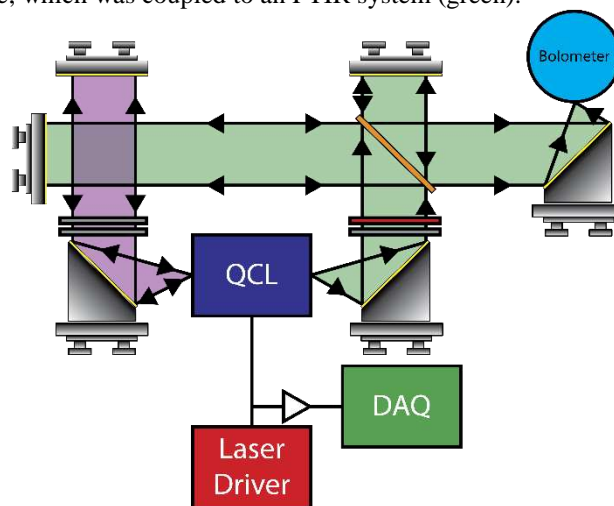 e, which was coupled to an FTIR system (green).
Bolometer
QCL
DAQ
Laser
Driver